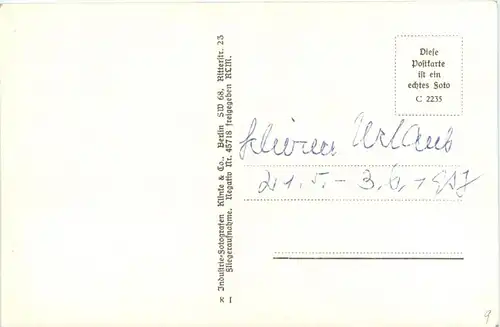 Industrie-Fotografen Klinke & Co., Berlin SW 68, Ritterstr. 23
Fliegeraufnahme. Negativ Nr. 45718 freigegeben RLM.
R I
Diese
Postkarte
ist ein
echtes Foto
C 2235
Urlaub
21.5.-3.6.1937
9